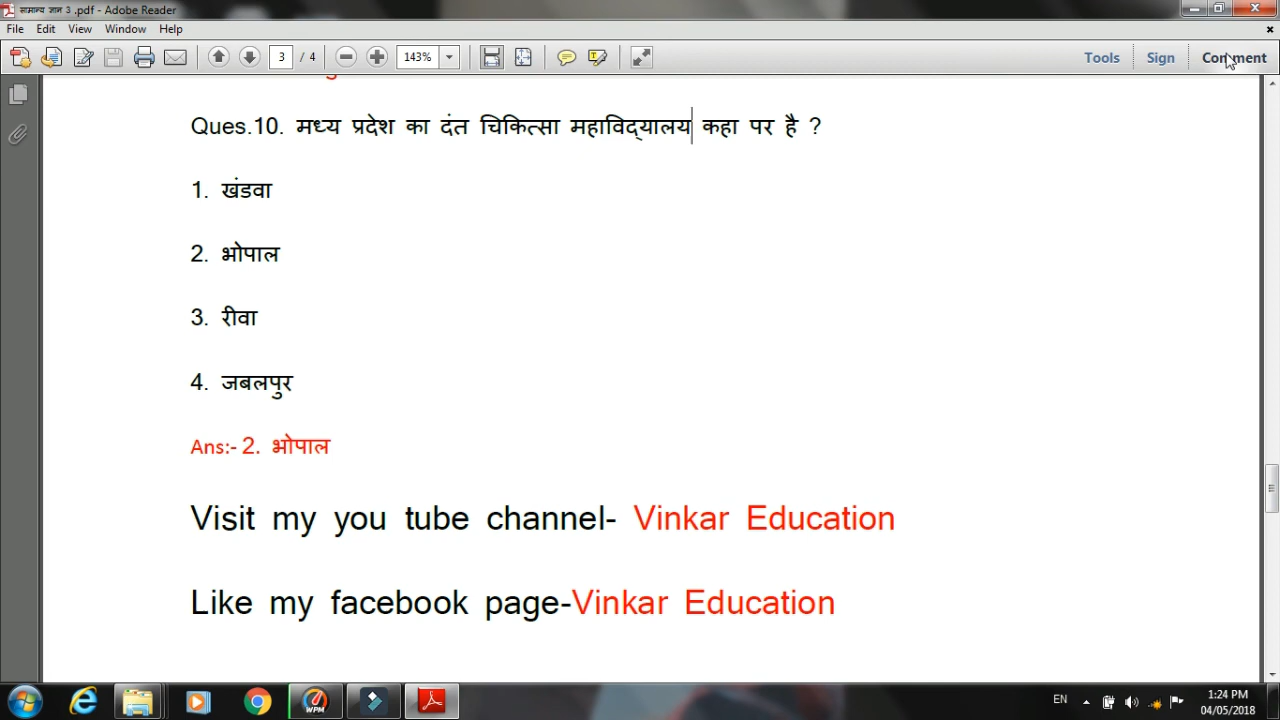 सामान्य ज्ञान 3 .pdf - Adobe Reader
File Edit View Window Help
3 / 4 143% Tools Sign Comment
Ques.10. मध्य प्रदेश का दंत चिकित्सा महाविद्यालय कहा पर है ?
1. खंडवा
2. भोपाल
3. रीवा
4. जबलपुर
Ans:- 2. भोपाल
Visit my you tube channel- Vinkar Education
Like my facebook page-Vinkar Education
WPM
EN 1:24 PM
04/05/2018